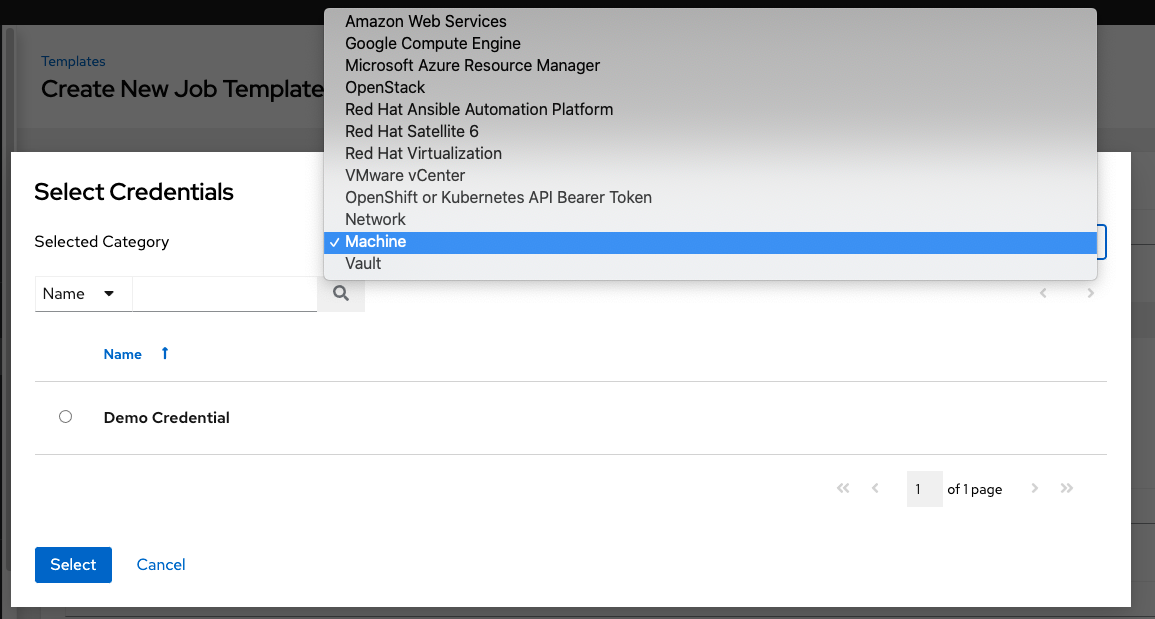 Templates
Create New Job Template
Amazon Web Services
Google Compute Engine
Microsoft Azure Resource Manager
OpenStack
Red Hat Ansible Automation Platform
Red Hat Satellite 6
Red Hat Virtualization
VMware vCenter
OpenShift or Kubernetes API Bearer Token
Network
✓ Machine
Vault
Select Credentials
Selected Category
Name
Name
Demo Credential
1 of 1 page
Select Cancel